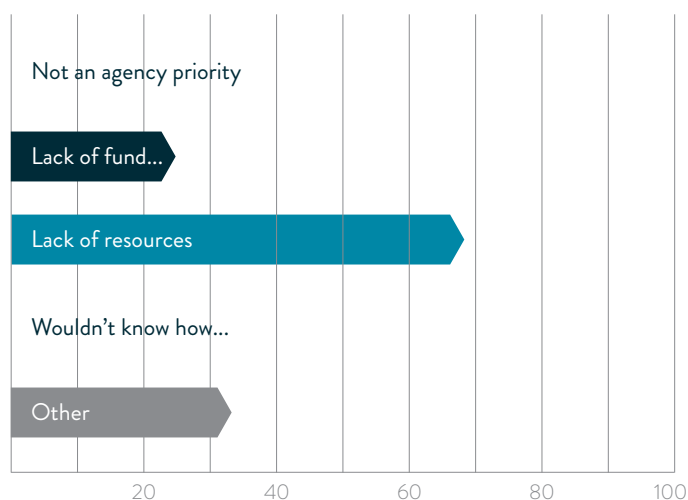 Not an agency priority
Lack of fund...
Lack of resources
Wouldn't know how...
Other
20 40 60 80 100